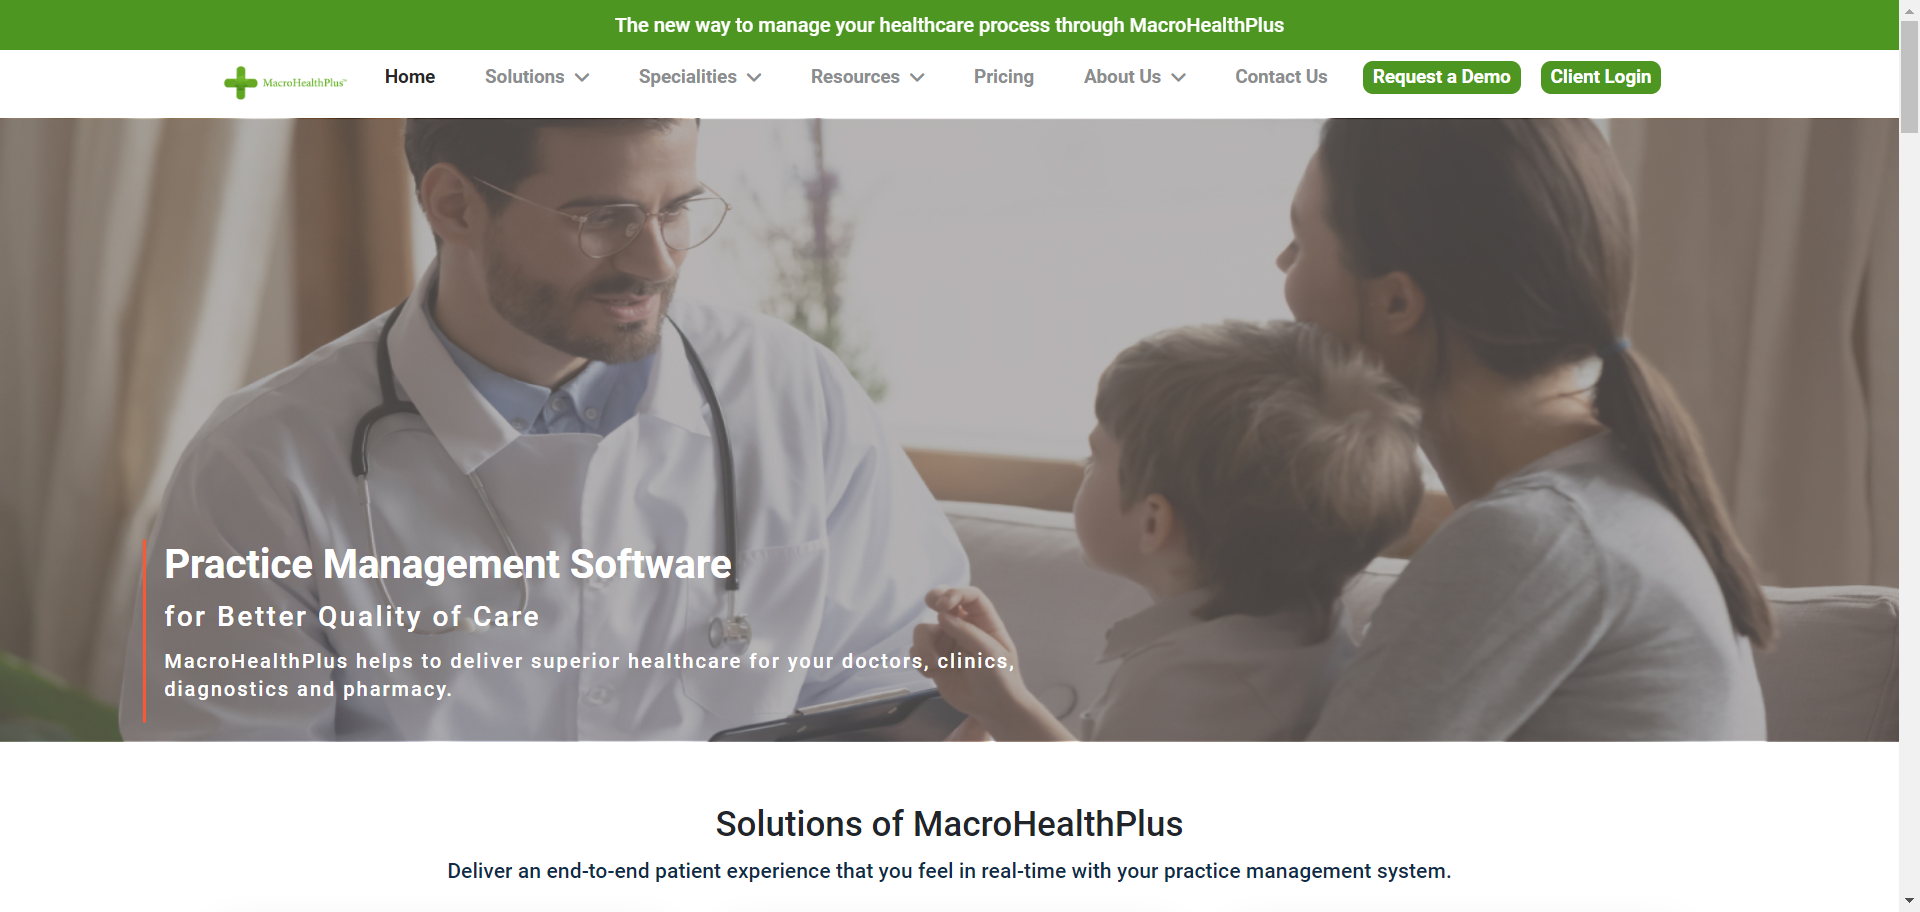 The new way to manage your healthcare process through MacroHealthPlus
MacroHealthPlus™
Home
Solutions
Specialities
Resources
Pricing
About Us
Contact Us
Request a Demo
Client Login
Practice Management Software
for Better Quality of Care
MacroHealthPlus helps to deliver superior healthcare for your doctors, clinics,
diagnostics and pharmacy.
Solutions of MacroHealthPlus
Deliver an end-to-end patient experience that you feel in real-time with your practice management system.